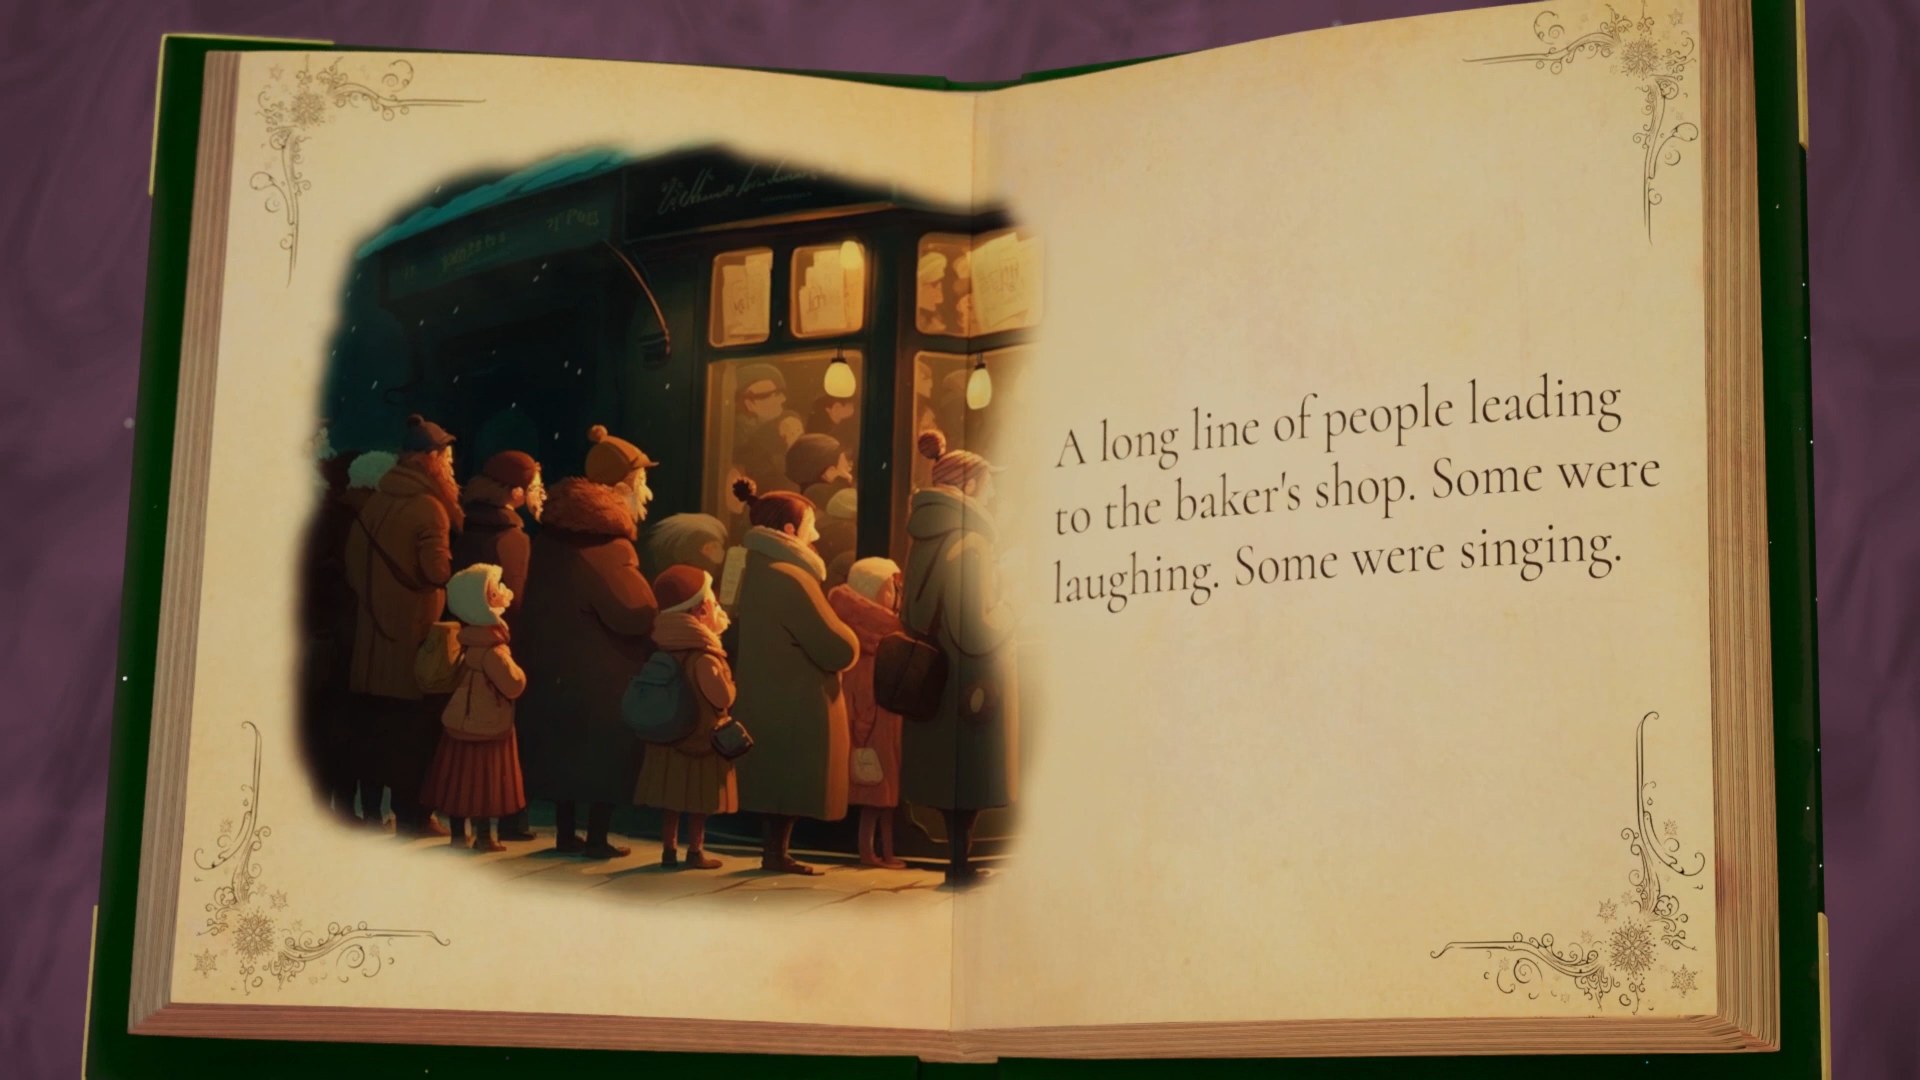 A long line of people leading
to the baker's shop. Some were
laughing. Some were singing.